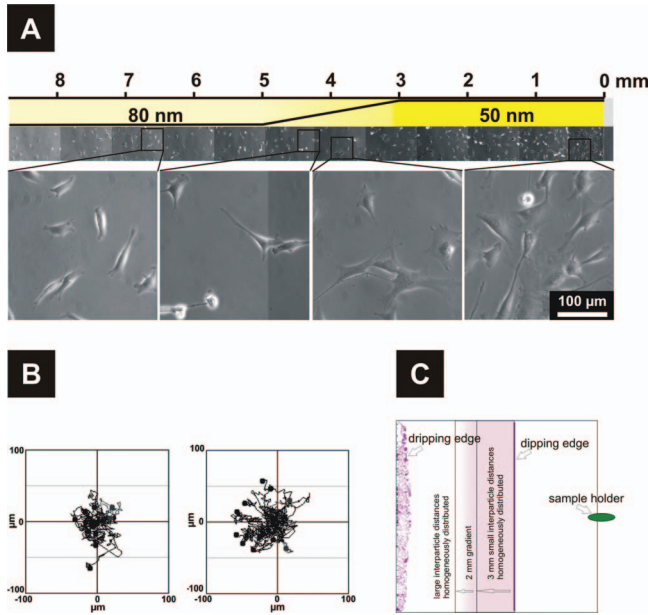 A
8 7 6 5 4 3 2 1 0 mm
80 nm 50 nm
100 µm
B
100
µm
0
-100
-100 0 100
µm
100
µm
0
-100
-100 0 100
µm
C
dripping edge
dipping edge
sample holder
large interparticle distances
homogeneously distributed
2 mm gradient
3 mm small interparticle distances
homogeneously distributed